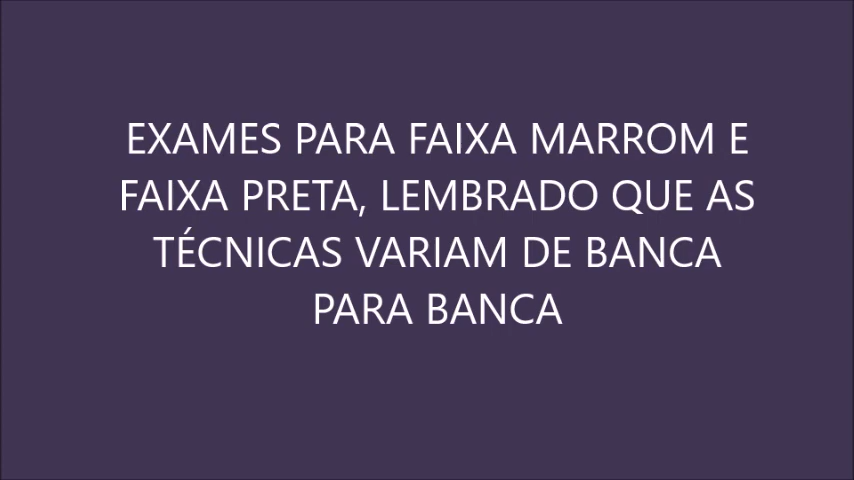 EXAMES PARA FAIXA MARROM E
FAIXA PRETA, LEMBRADO QUE AS
TÉCNICAS VARIAM DE BANCA
PARA BANCA